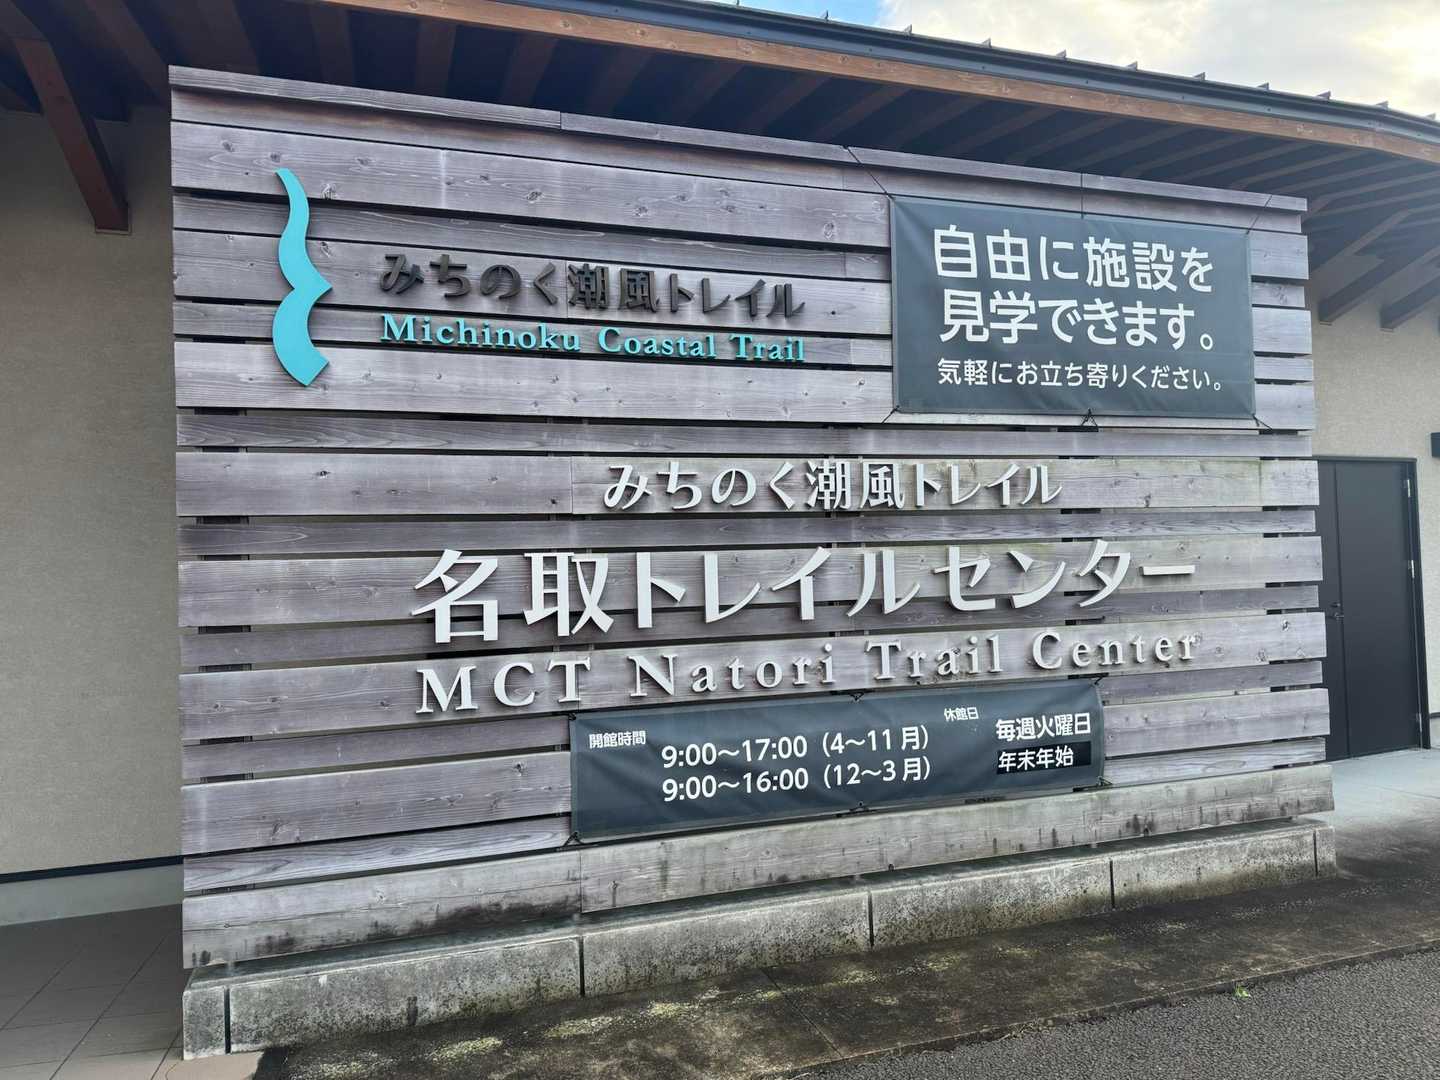 みちのく潮風トレイル
Michinoku Coastal Trail
自由に施設を
見学できます。
気軽にお立ち寄りください。
みちのく潮風トレイル
名取トレイルセンター
MCT Natori Trail Center
開館時間
9:00～17:00（4～11月）
9:00～16:00（12～3月）
休館日
毎週火曜日
年末年始